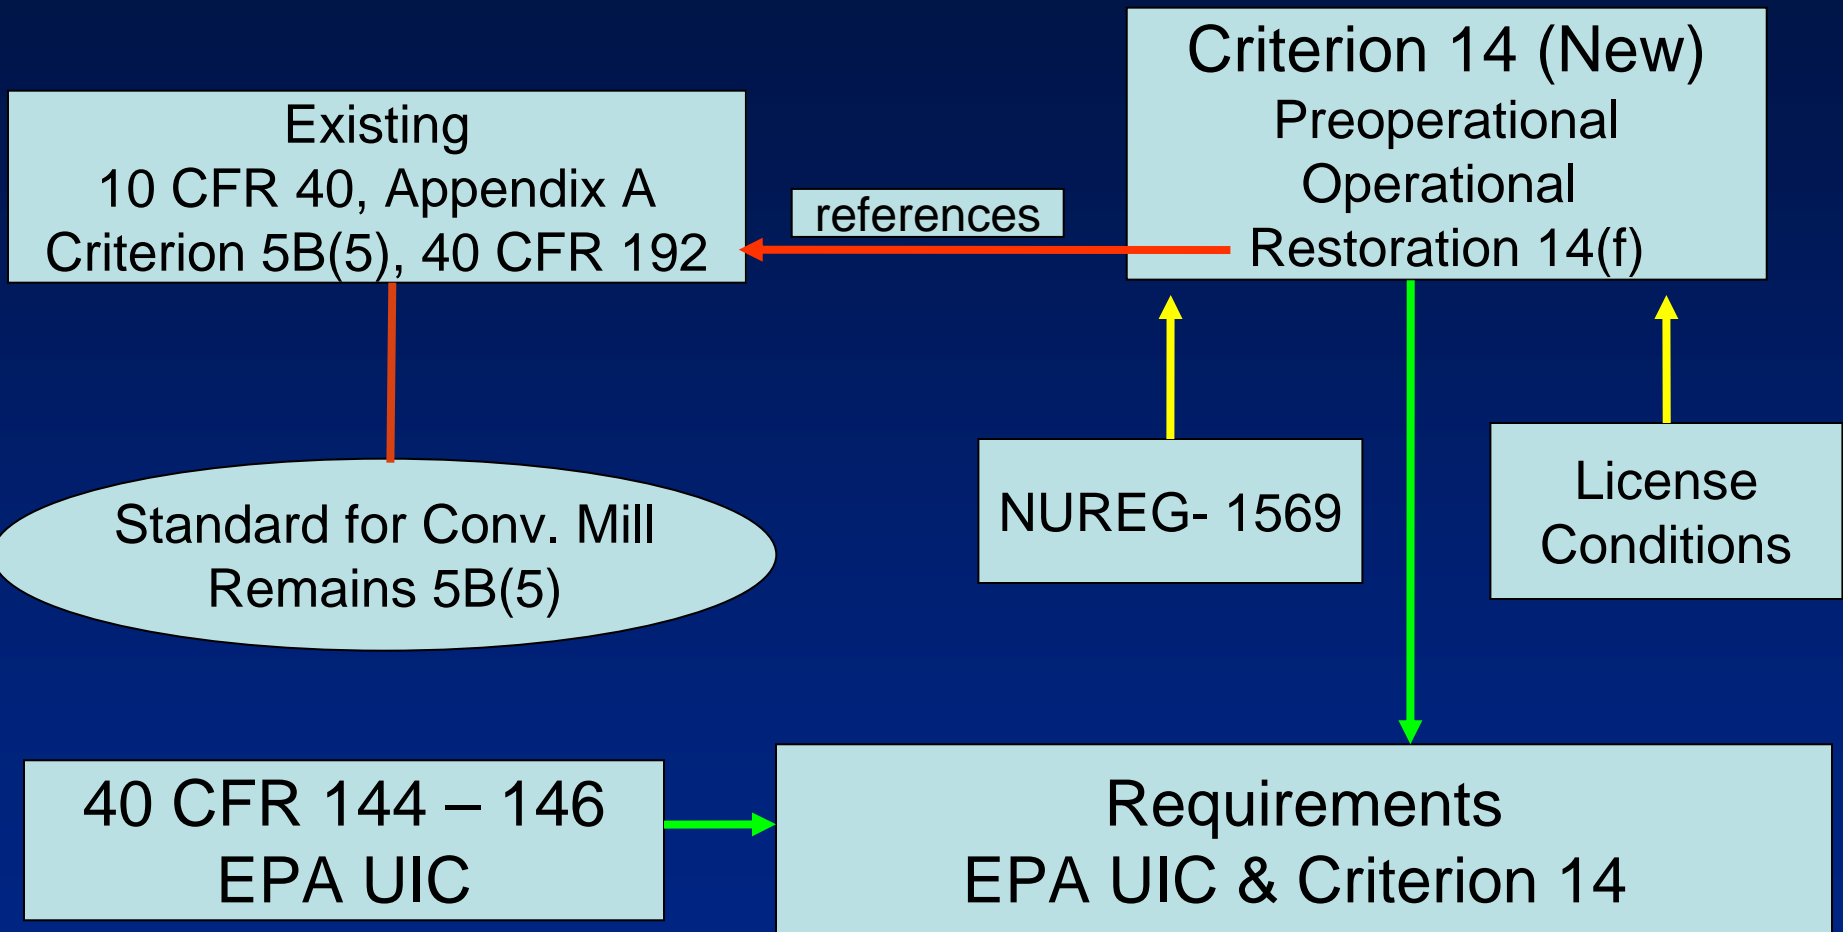 Criterion 14 (New)
Preoperational
Operational
Restoration 14(f)
Existing
10 CFR 40, Appendix A
Criterion 5B(5), 40 CFR 192
references
Standard for Conv. Mill
Remains 5B(5)
NUREG- 1569
License
Conditions
40 CFR 144 – 146
EPA UIC
Requirements
EPA UIC & Criterion 14